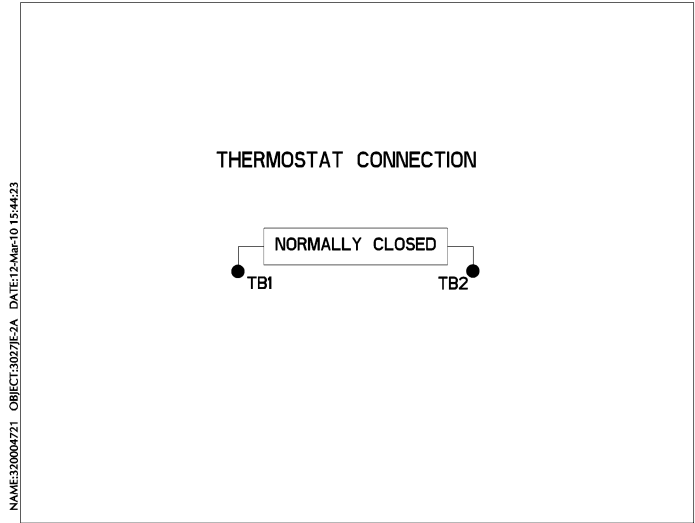 THERMOSTAT CONNECTION
NORMALLY CLOSED
TB1 TB2
NAME:320004721 OBJECT:3027JE-2A DATE:12-Mar-10 15:44:23